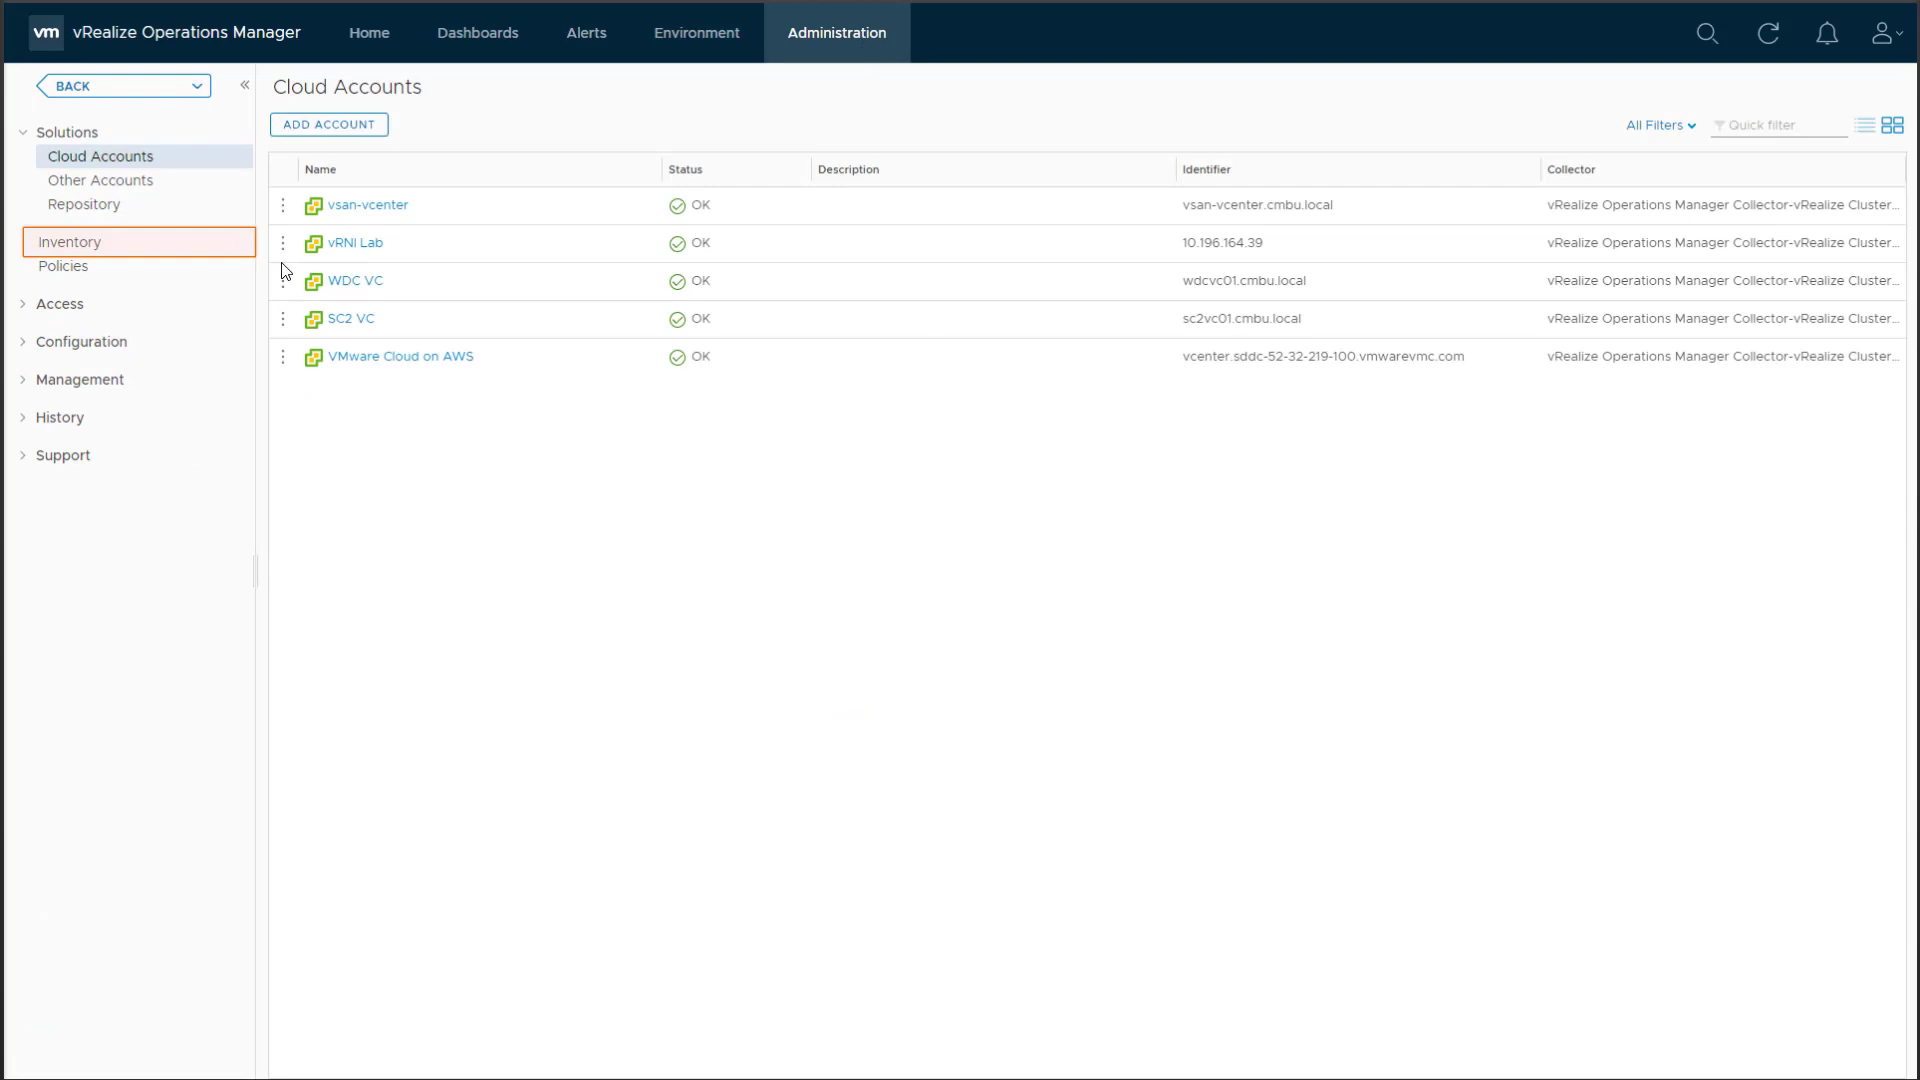 vm vRealize Operations Manager Home Dashboards Alerts Environment Administration
BACK
Solutions
Cloud Accounts
Other Accounts
Repository
Inventory
Policies
Access
Configuration
Management
History
Support
Cloud Accounts
ADD ACCOUNT
All Filters Quick filter
Name Status Description Identifier Collector
vsan-vcenter OK vsan-vcenter.cmbu.local vRealize Operations Manager Collector-vRealize Cluster...
vRNI Lab OK 10.196.164.39 vRealize Operations Manager Collector-vRealize Cluster...
WDC VC OK wdcvc01.cmbu.local vRealize Operations Manager Collector-vRealize Cluster...
SC2 VC OK sc2vc01.cmbu.local vRealize Operations Manager Collector-vRealize Cluster...
VMware Cloud on AWS OK vcenter.sddc-52-32-219-100.vmwarevmc.com vRealize Operations Manager Collector-vRealize Cluster...